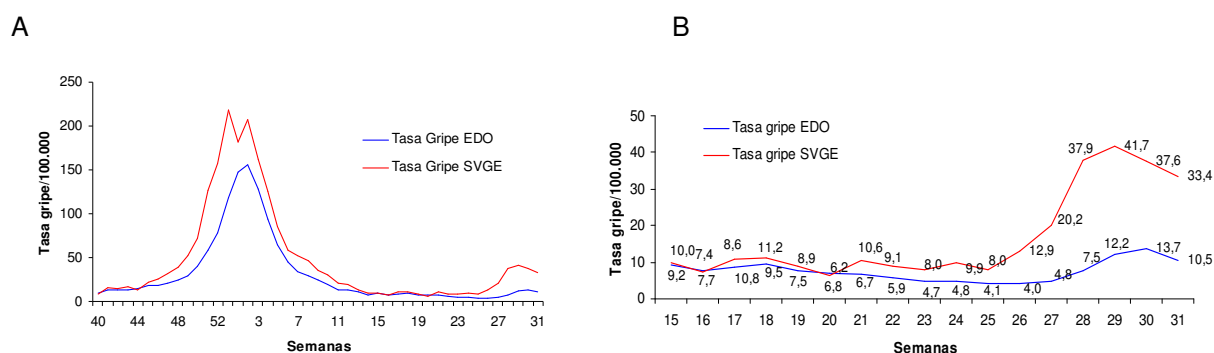 A
B
250
200
150
100
50
0
Tasa gripe/100.000
Tasa Gripe EDO
Tasa Gripe SVGE
40 44 48 52 3 7 11 15 19 23 27 31
Semanas
50
40
30
20
10
0
Tasa gripe/100.000
Tasa gripe EDO
Tasa gripe SVGE
10,0 7,4 8,6 11,2 8,9 6,2 10,6 9,1 8,0 9,9 8,0 12,9 20,2 37,9 41,7 37,6 33,4
9,2 7,7 10,8 9,5 7,5 6,8 6,7 5,9 4,7 4,8 4,1 4,0 4,8 7,5 12,2 13,7 10,5
15 16 17 18 19 20 21 22 23 24 25 26 27 28 29 30 31
Semanas